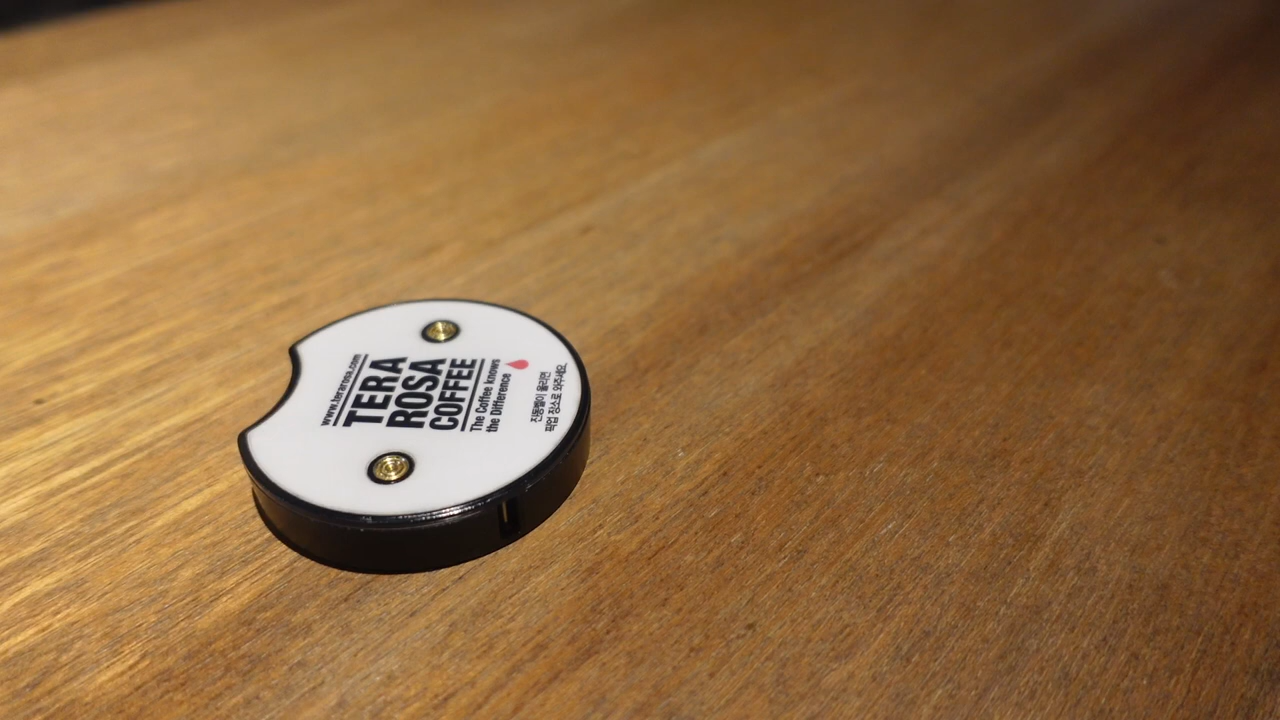 www.terarosa.com
TERA
ROSA
COFFEE
The Coffee knows
the Difference
진동벨이 울리면
픽업 장소로 와주세요